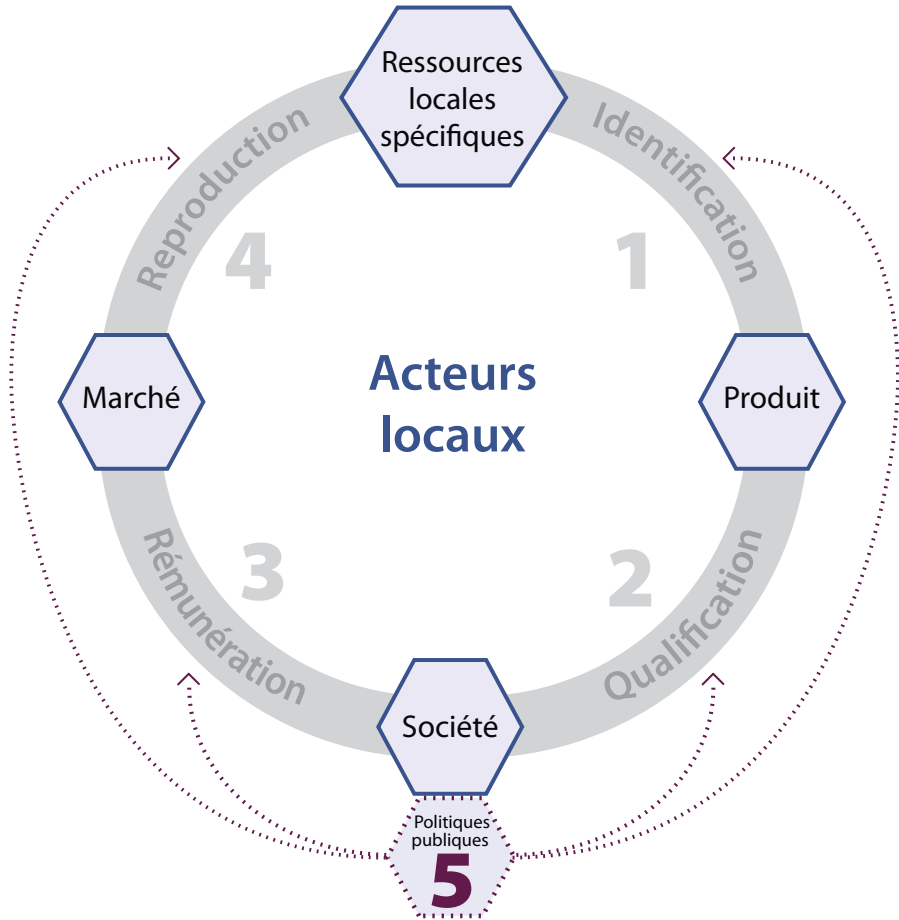 Ressources
locales
spécifiques
Identification
1
Produit
Qualification
2
Société
Politiques
publiques
5
Rémunération
3
Marché
Reproduction
4
Acteurs
locaux